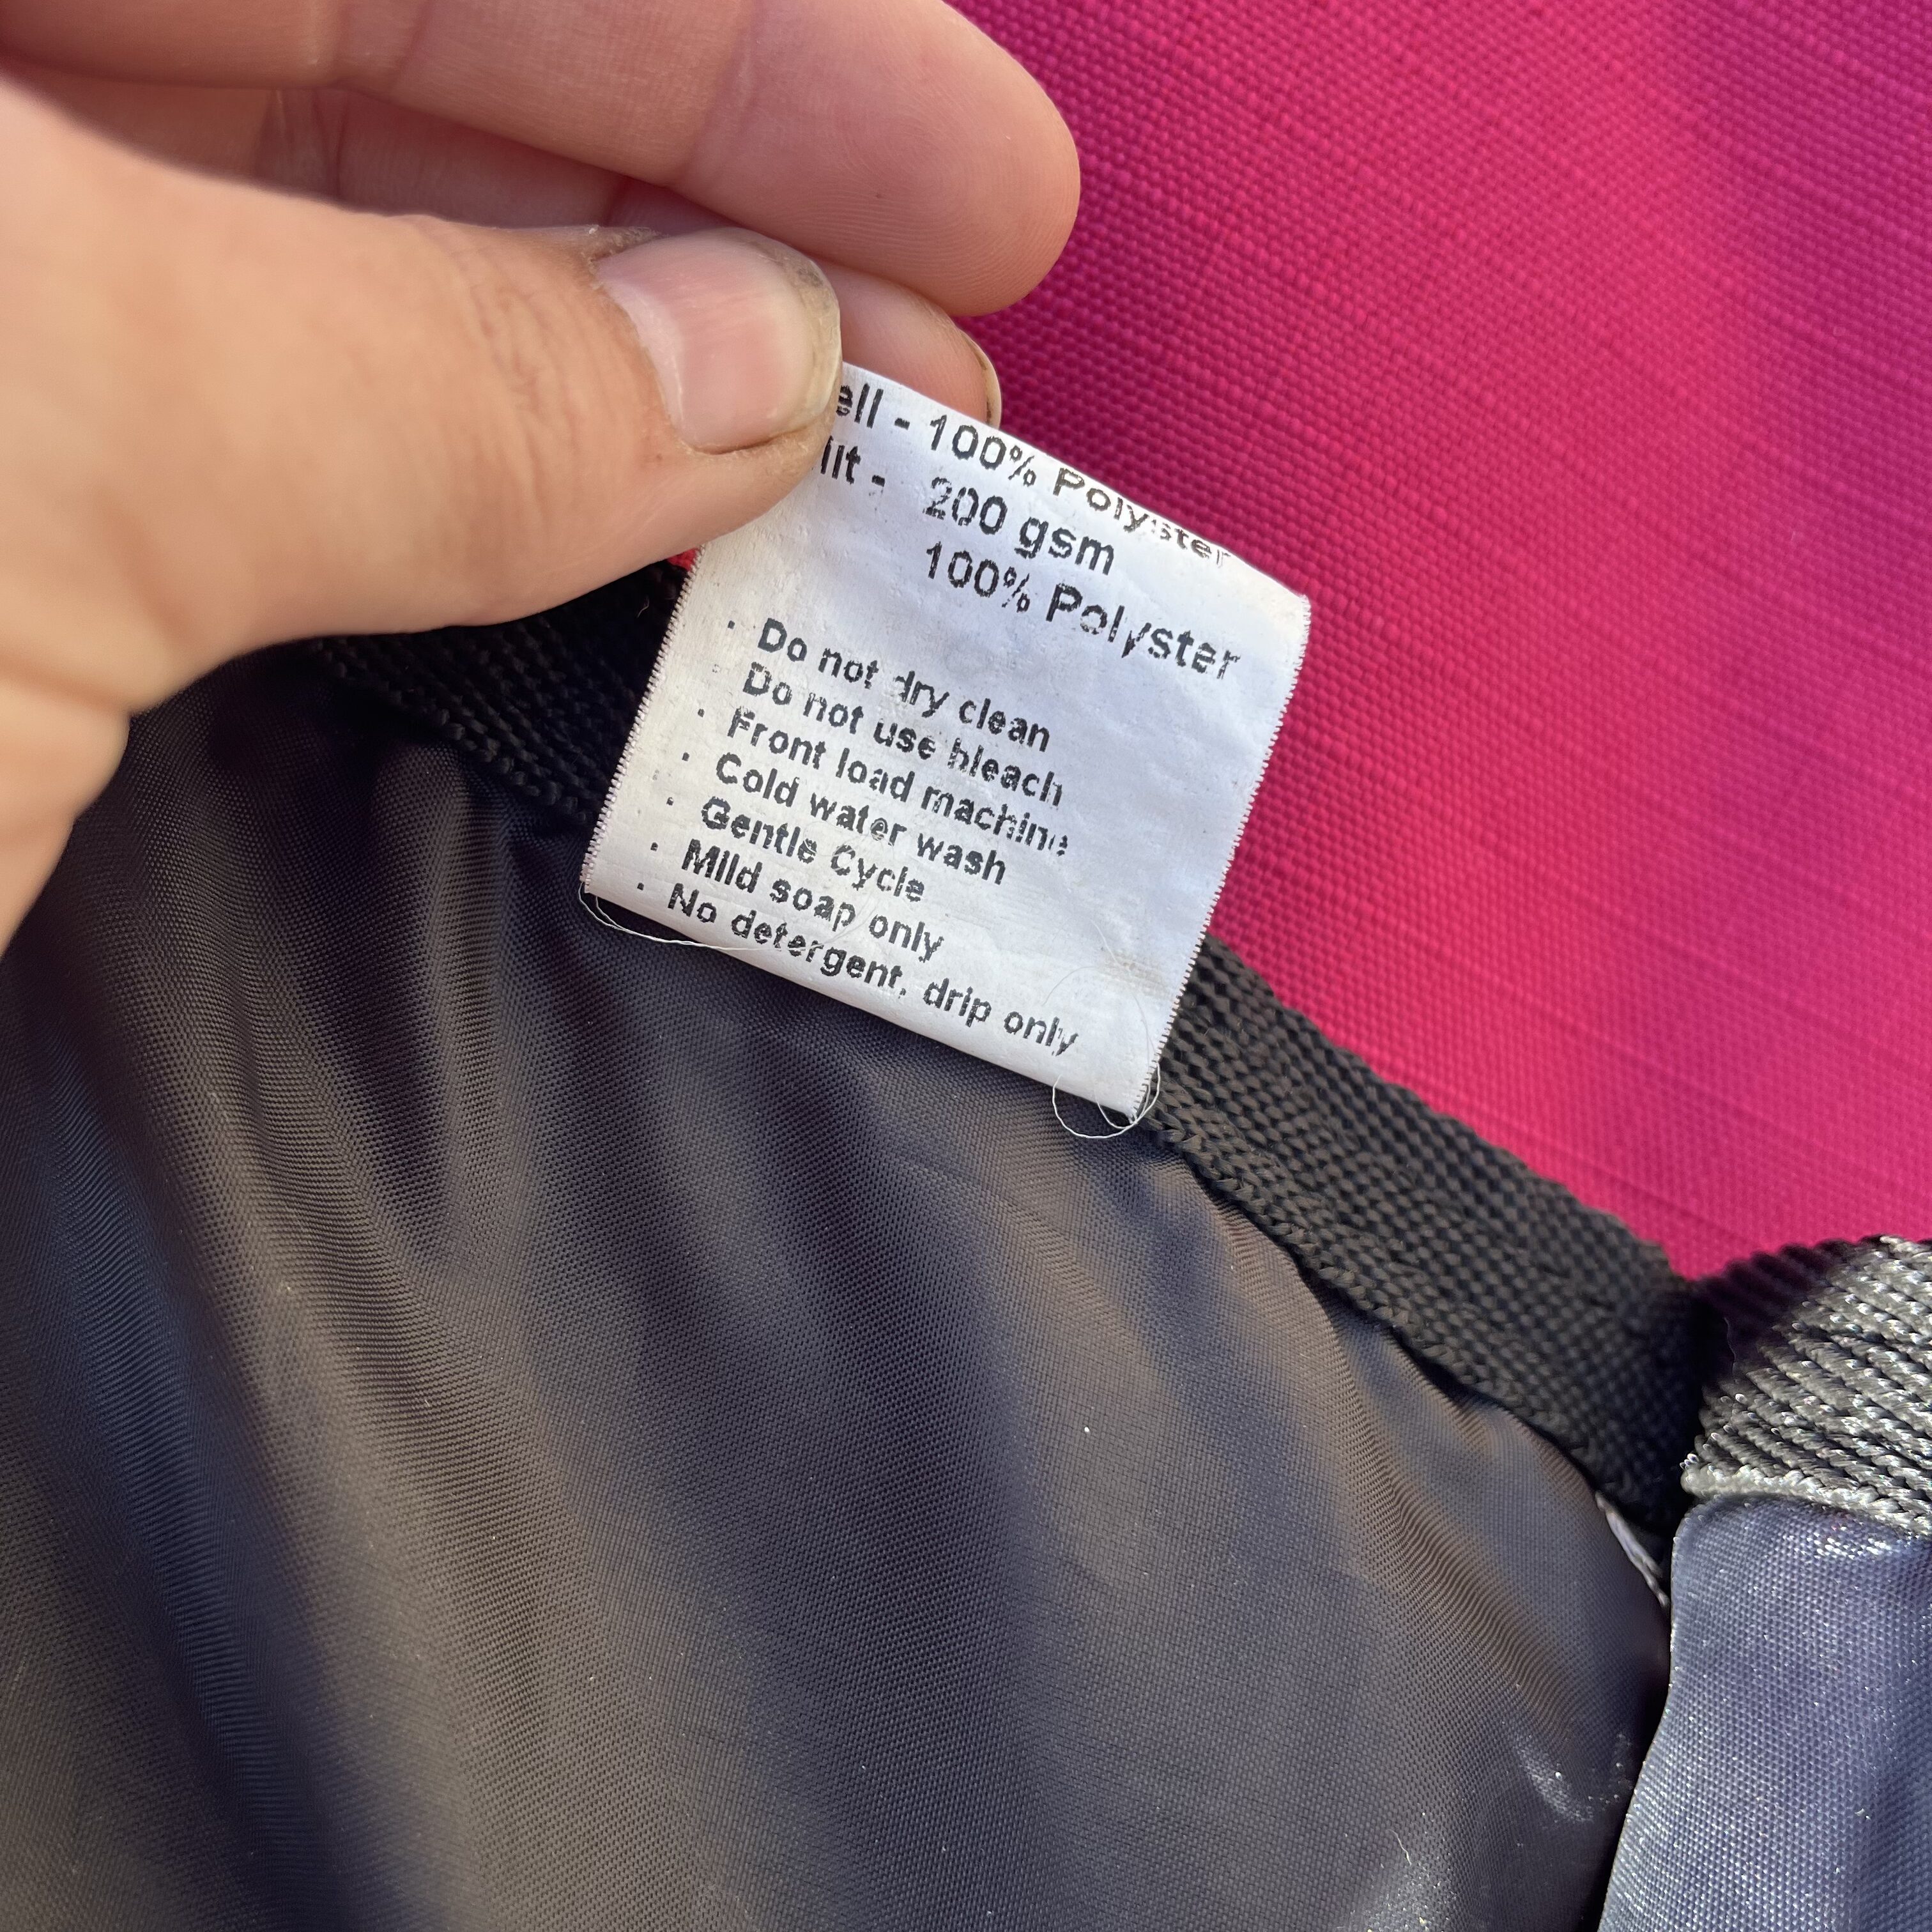 ell - 100% Polyster
ilt - 200 gsm
100% Polyster
· Do not dry clean
· Do not use bleach
· Front load machine
· Cold water wash
· Gentle Cycle
· Mild soap only
· No detergent, drip only